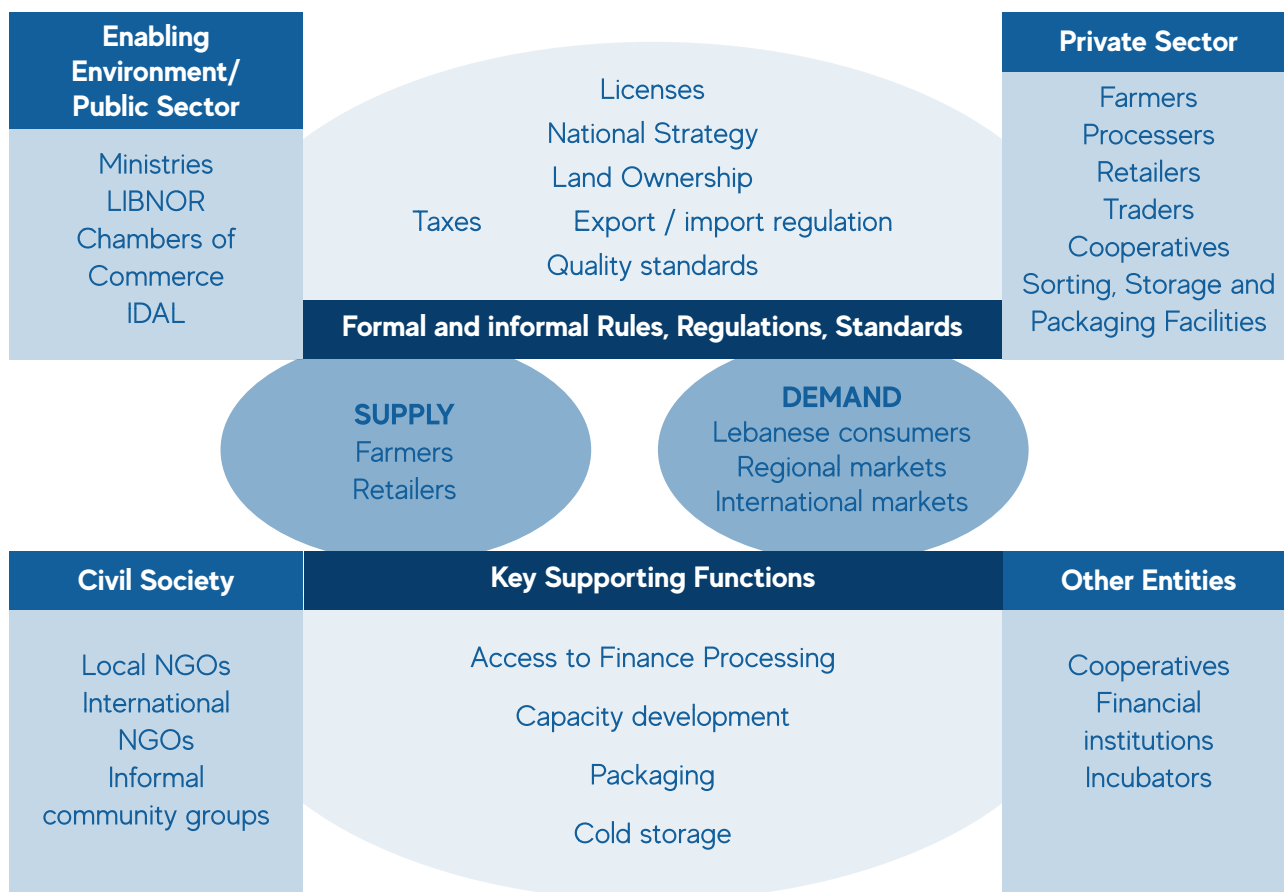 Enabling
Environment/
Public Sector
Ministries
LIBNOR
Chambers of
Commerce
IDAL
Licenses
National Strategy
Land Ownership
Taxes Export / import regulation
Quality standards
Formal and informal Rules, Regulations, Standards
Private Sector
Farmers
Processers
Retailers
Traders
Cooperatives
Sorting, Storage and
Packaging Facilities
SUPPLY
Farmers
Retailers
DEMAND
Lebanese consumers
Regional markets
International markets
Civil Society
Local NGOs
International
NGOs
Informal
community groups
Key Supporting Functions
Access to Finance Processing
Capacity development
Packaging
Cold storage
Other Entities
Cooperatives
Financial
institutions
Incubators